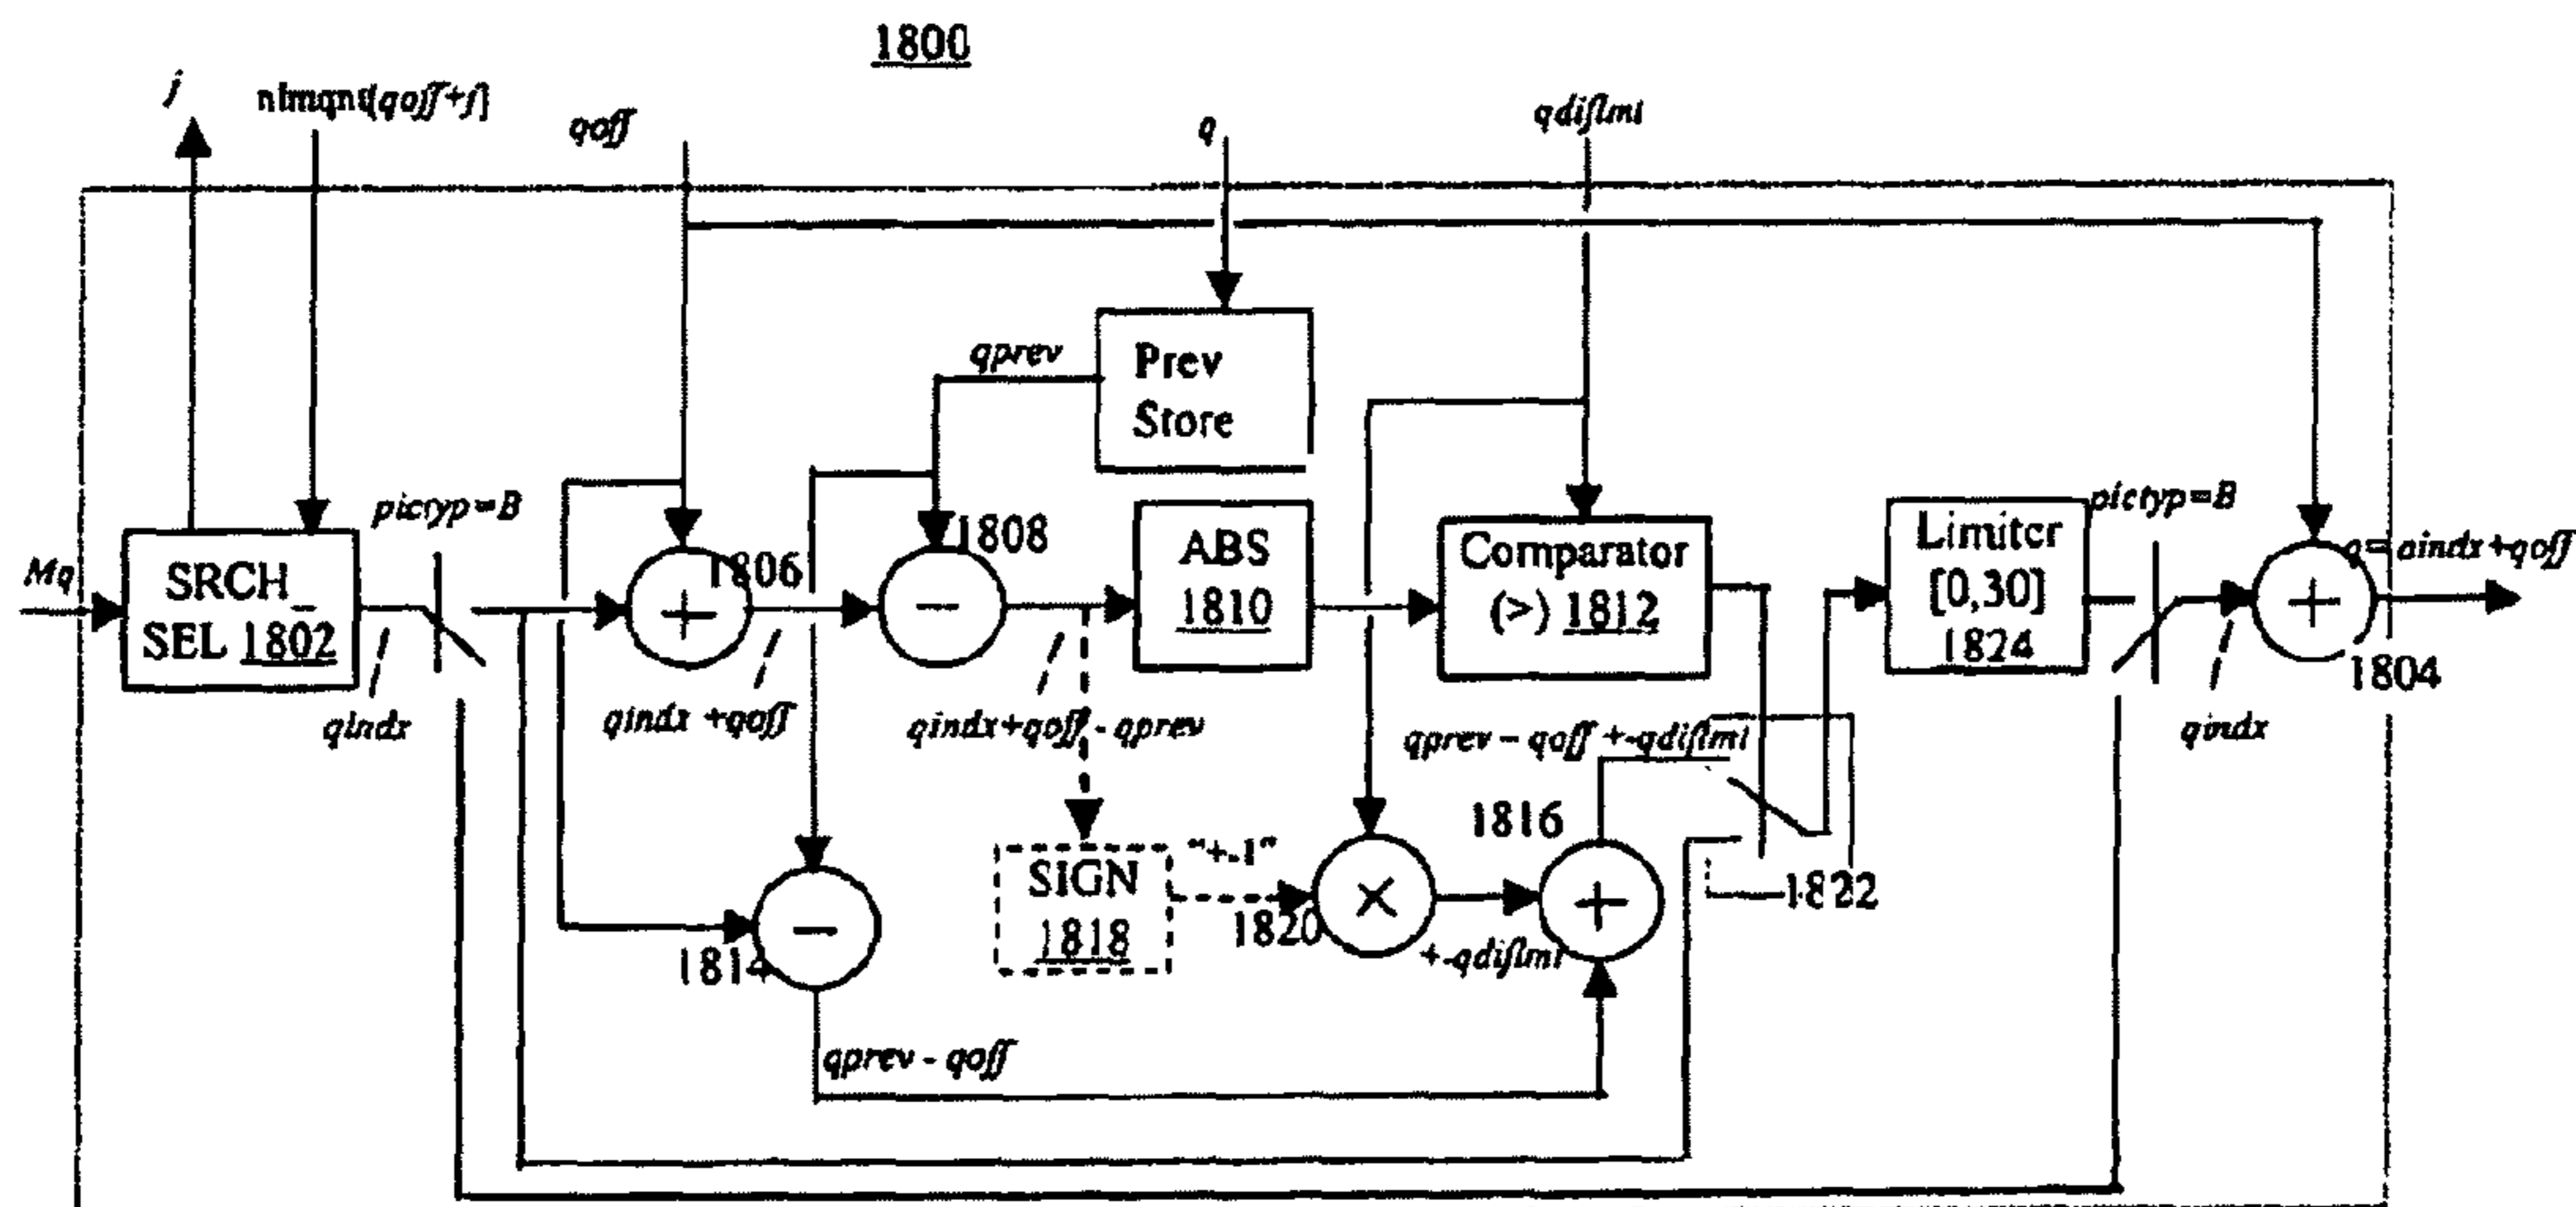 1800
j
nlmqnt[qoff+j]
qoff
q
qdiflmt
qprev
Prev
Store
pictyp=B
1808
ABS
1810
Comparator
(>) 1812
Limiter
[0,30]
1824
pictyp=B
q= qindx+qoff
Mq
SRCH_
SEL 1802
1806
+
−
+
1804
qindx
qindx +qoff
qindx+qoff - qprev
qprev – qoff +-qdiflmt
qindx
1816
SIGN
1818
"+-1"
1820
×
+
1822
−
1814
+-qdiflmt
qprev - qoff